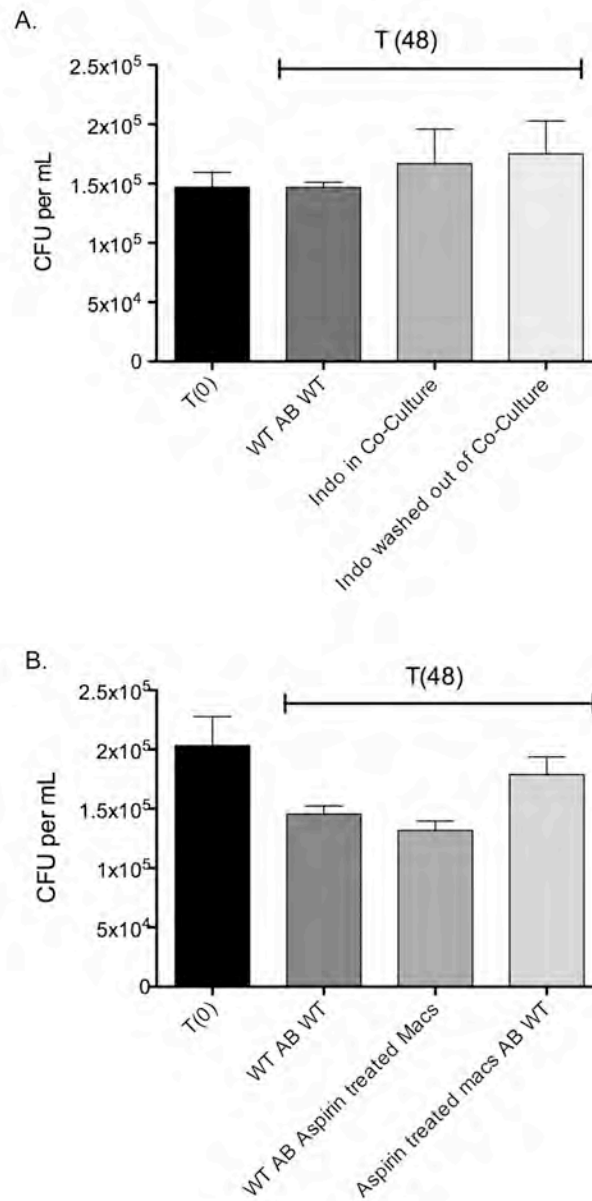 A.
T (48)
2.5x10⁵
2x10⁵
1.5x10⁵
1x10⁵
5x10⁴
0
CFU per mL
T(0)
WT AB WT
Indo in Co-Culture
Indo washed out of Co-Culture
B.
T(48)
2.5x10⁵
2x10⁵
1.5x10⁵
1x10⁵
5x10⁴
0
CFU per mL
T(0)
WT AB WT
WT AB Aspirin treated Macs
Aspirin treated macs AB WT